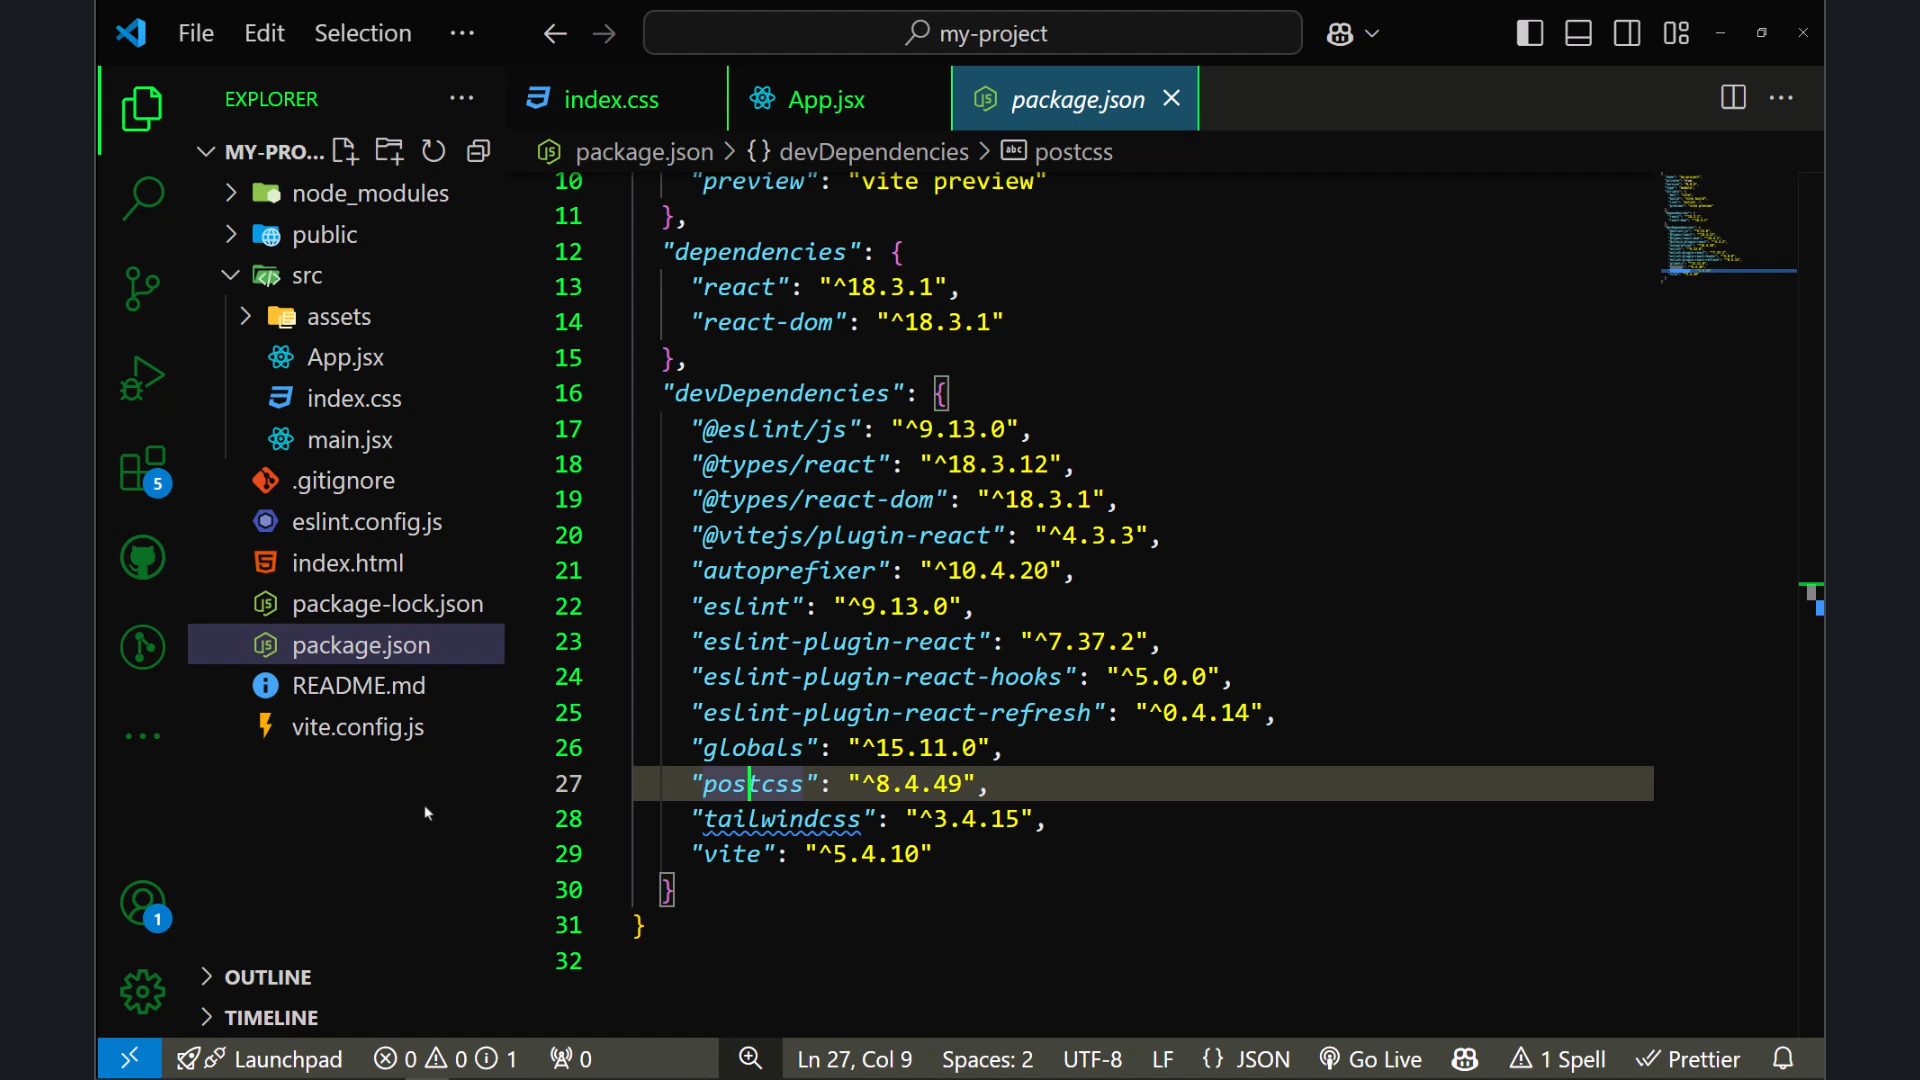 File Edit Selection ... my-project
EXPLORER ...
index.css
App.jsx
package.json
MY-PRO...
package.json > {} devDependencies > abc postcss
node_modules
public
src
assets
App.jsx
index.css
main.jsx
.gitignore
eslint.config.js
index.html
package-lock.json
package.json
README.md
vite.config.js
OUTLINE
TIMELINE
5
1
10 "preview": "vite preview"
11 },
12 "dependencies": {
13 "react": "^18.3.1",
14 "react-dom": "^18.3.1"
15 },
16 "devDependencies": {
17 "@eslint/js": "^9.13.0",
18 "@types/react": "^18.3.12",
19 "@types/react-dom": "^18.3.1",
20 "@vitejs/plugin-react": "^4.3.3",
21 "autoprefixer": "^10.4.20",
22 "eslint": "^9.13.0",
23 "eslint-plugin-react": "^7.37.2",
24 "eslint-plugin-react-hooks": "^5.0.0",
25 "eslint-plugin-react-refresh": "^0.4.14",
26 "globals": "^15.11.0",
27 "postcss": "^8.4.49",
28 "tailwindcss": "^3.4.15",
29 "vite": "^5.4.10"
30 }
31 }
32
Launchpad 0 0 1 0 Ln 27, Col 9 Spaces: 2 UTF-8 LF {} JSON Go Live 1 Spell Prettier